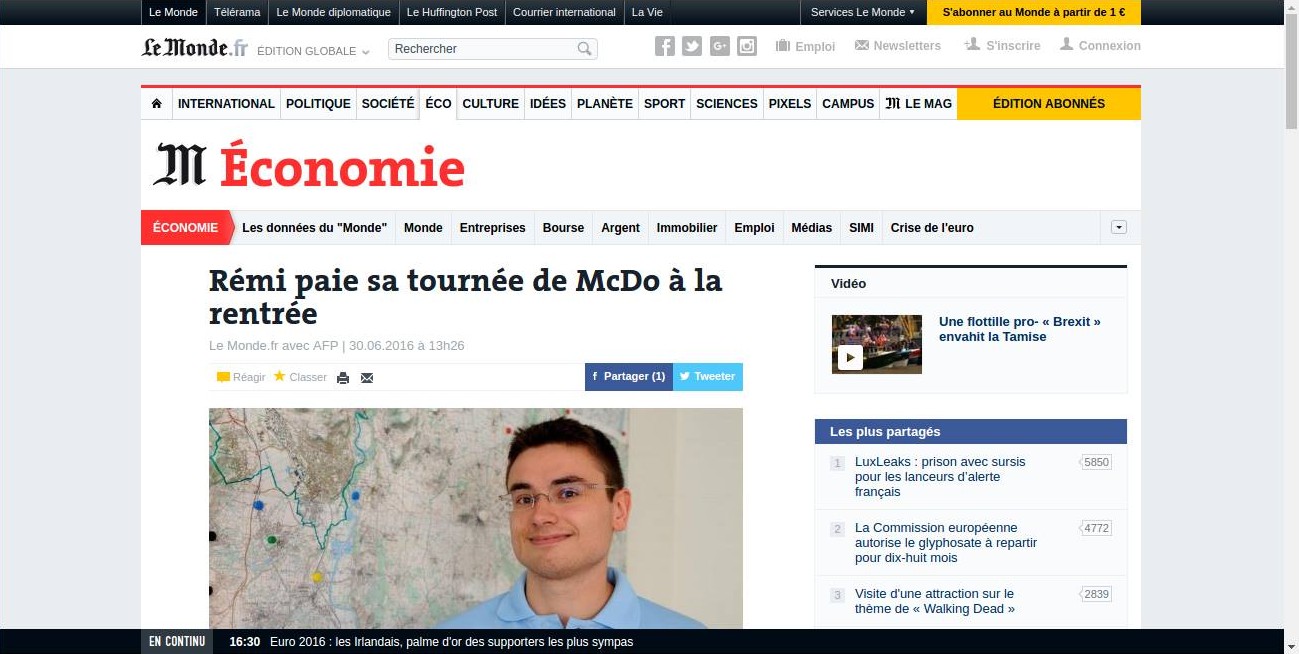 Le Monde Télérama Le Monde diplomatique Le Huffington Post Courrier international La Vie Services Le Monde S'abonner au Monde à partir de 1 €
Le Monde.fr ÉDITION GLOBALE Rechercher Emploi Newsletters S'inscrire Connexion
INTERNATIONAL POLITIQUE SOCIÉTÉ ÉCO CULTURE IDÉES PLANÈTE SPORT SCIENCES PIXELS CAMPUS M LE MAG ÉDITION ABONNÉS
M Économie
ÉCONOMIE Les données du "Monde" Monde Entreprises Bourse Argent Immobilier Emploi Médias SIMI Crise de l'euro
Rémi paie sa tournée de McDo à la
rentrée
Le Monde.fr avec AFP | 30.06.2016 à 13h26
Réagir Classer Partager (1) Tweeter
Vidéo
Une flottille pro- « Brexit »
envahit la Tamise
Les plus partagés
1 LuxLeaks : prison avec sursis 5850
pour les lanceurs d'alerte
français
2 La Commission européenne 4772
autorise le glyphosate à repartir
pour dix-huit mois
3 Visite d'une attraction sur le 2839
thème de « Walking Dead »
EN CONTINU 16:30 Euro 2016 : les Irlandais, palme d'or des supporters les plus sympas